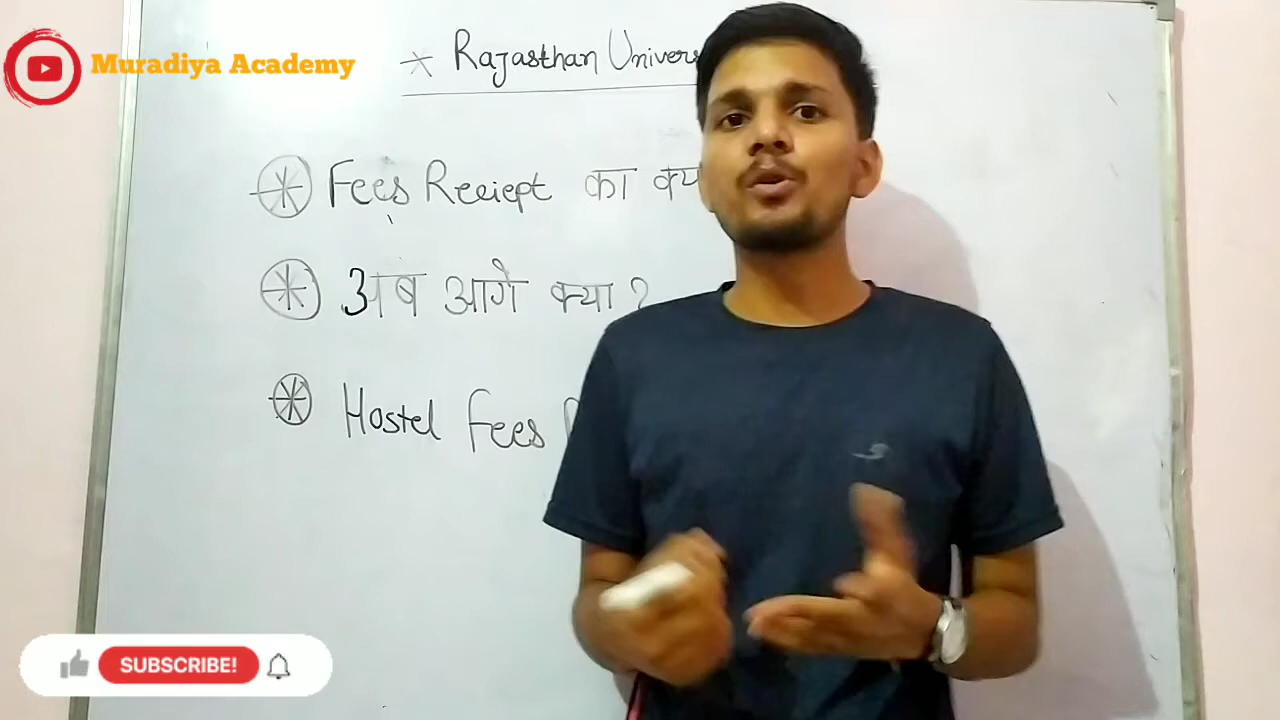 Muradiya Academy
* Rajasthan Univers
* Fees Reciept का क्य
* अब आगे क्या ?
* Hostel Fees
SUBSCRIBE!